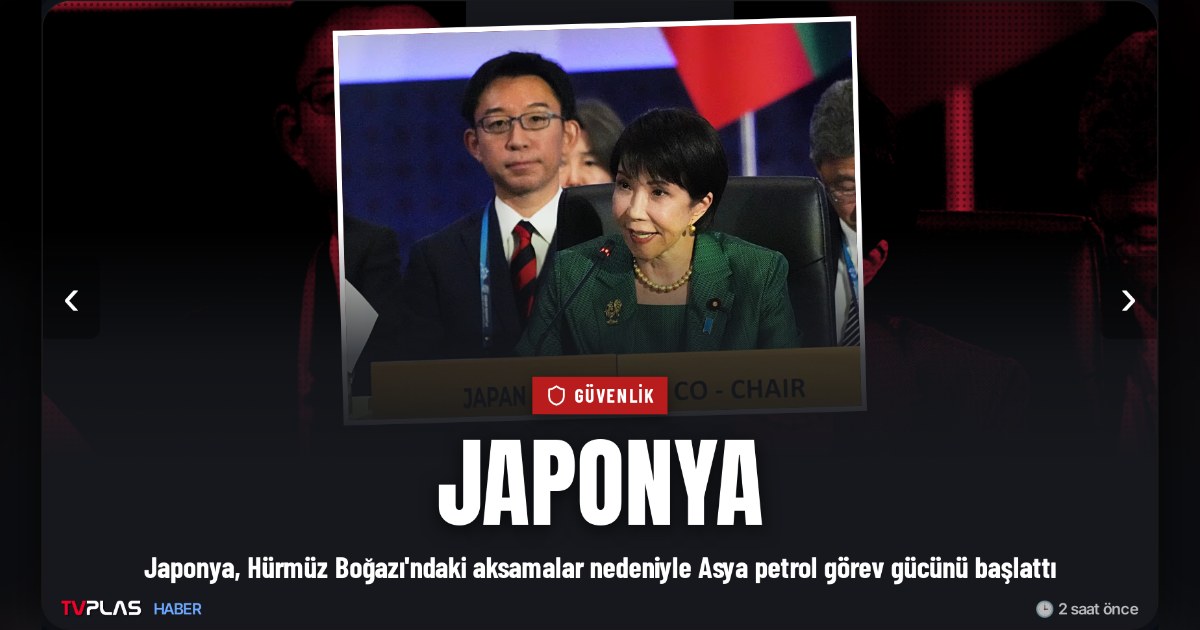 JAPAN
CO - CHAIR
GÜVENLİK
JAPONYA
Japonya, Hürmüz Boğazı'ndaki aksamalar nedeniyle Asya petrol görev gücünü başlattı
TVPLAS HABER
2 saat önce